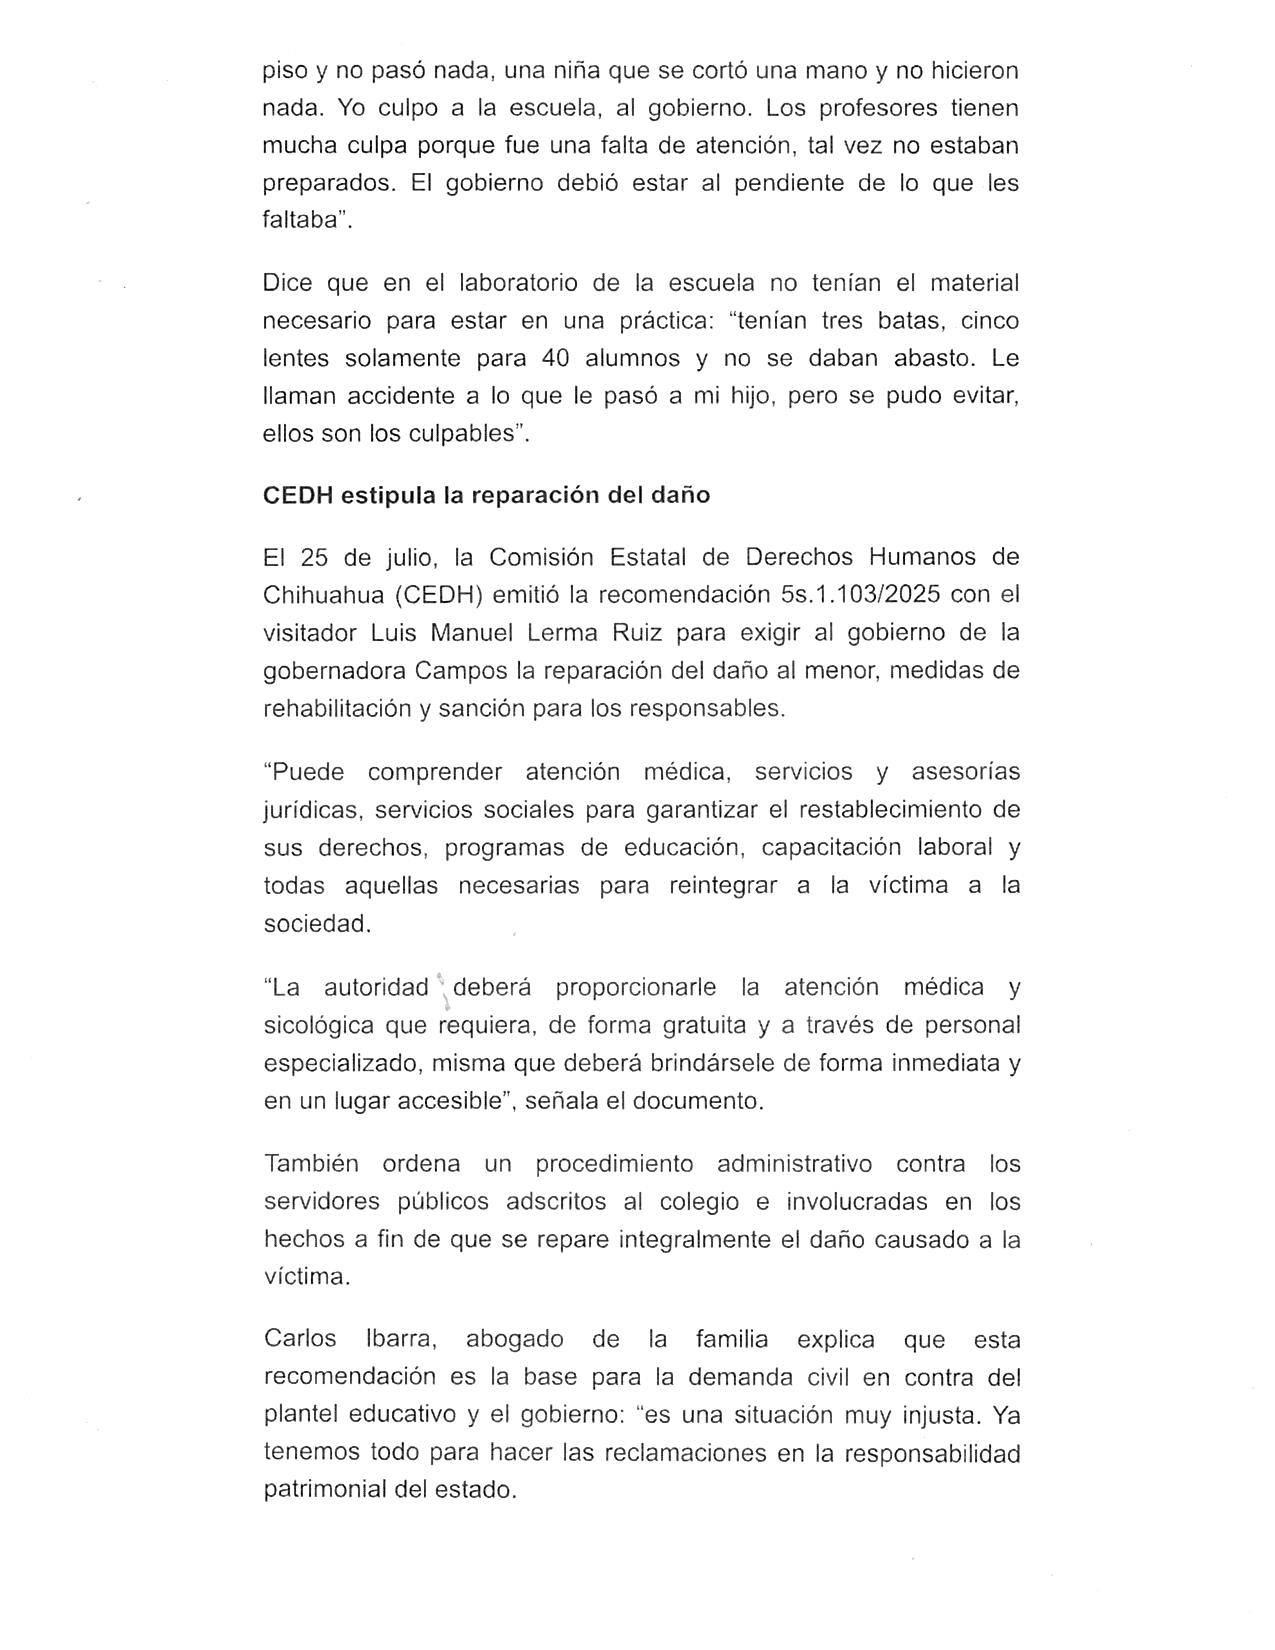 piso y no pasó nada, una niña que se cortó una mano y no hicieron
nada. Yo culpo a la escuela, al gobierno. Los profesores tienen
mucha culpa porque fue una falta de atención, tal vez no estaban
preparados. El gobierno debió estar al pendiente de lo que les
faltaba”.
Dice que en el laboratorio de la escuela no tenían el material
necesario para estar en una práctica: “tenían tres batas, cinco
lentes solamente para 40 alumnos y no se daban abasto. Le
llaman accidente a lo que le pasó a mi hijo, pero se pudo evitar,
ellos son los culpables”.
CEDH estipula la reparación del daño
El 25 de julio, la Comisión Estatal de Derechos Humanos de
Chihuahua (CEDH) emitió la recomendación 5s.1.103/2025 con el
visitador Luis Manuel Lerma Ruiz para exigir al gobierno de la
gobernadora Campos la reparación del daño al menor, medidas de
rehabilitación y sanción para los responsables.
“Puede comprender atención médica, servicios y asesorías
jurídicas, servicios sociales para garantizar el restablecimiento de
sus derechos, programas de educación, capacitación laboral y
todas aquellas necesarias para reintegrar a la víctima a la
sociedad.
“La autoridad deberá proporcionarle la atención médica y
sicológica que requiera, de forma gratuita y a través de personal
especializado, misma que deberá brindársele de forma inmediata y
en un lugar accesible”, señala el documento.
También ordena un procedimiento administrativo contra los
servidores públicos adscritos al colegio e involucradas en los
hechos a fin de que se repare integralmente el daño causado a la
víctima.
Carlos Ibarra, abogado de la familia explica que esta
recomendación es la base para la demanda civil en contra del
plantel educativo y el gobierno: “es una situación muy injusta. Ya
tenemos todo para hacer las reclamaciones en la responsabilidad
patrimonial del estado.